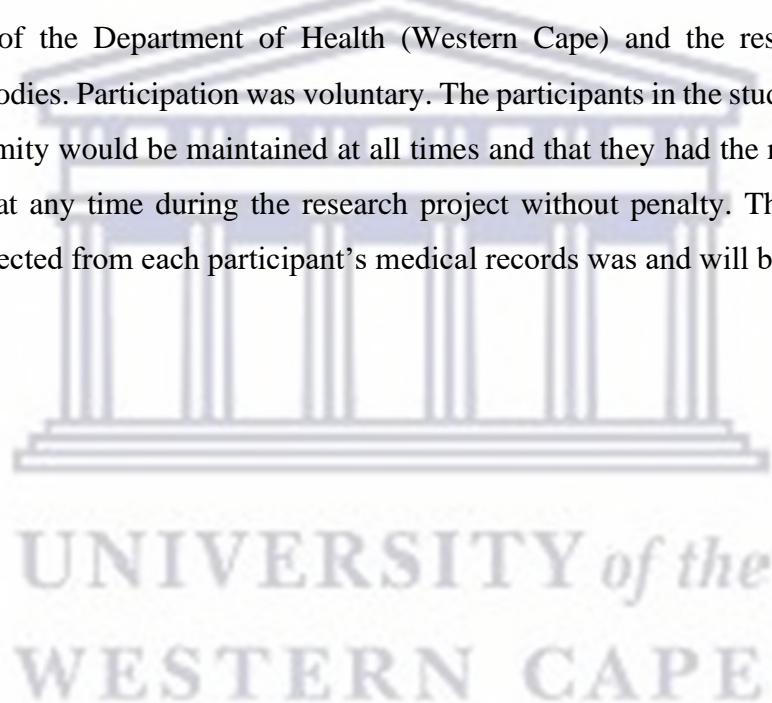 of the Department of Health (Western Cape) and the res
odies. Participation was voluntary. The participants in the stud
mity would be maintained at all times and that they had the r
at any time during the research project without penalty. Th
ected from each participant’s medical records was and will b
UNIVERSITY of the
WESTERN CAPE